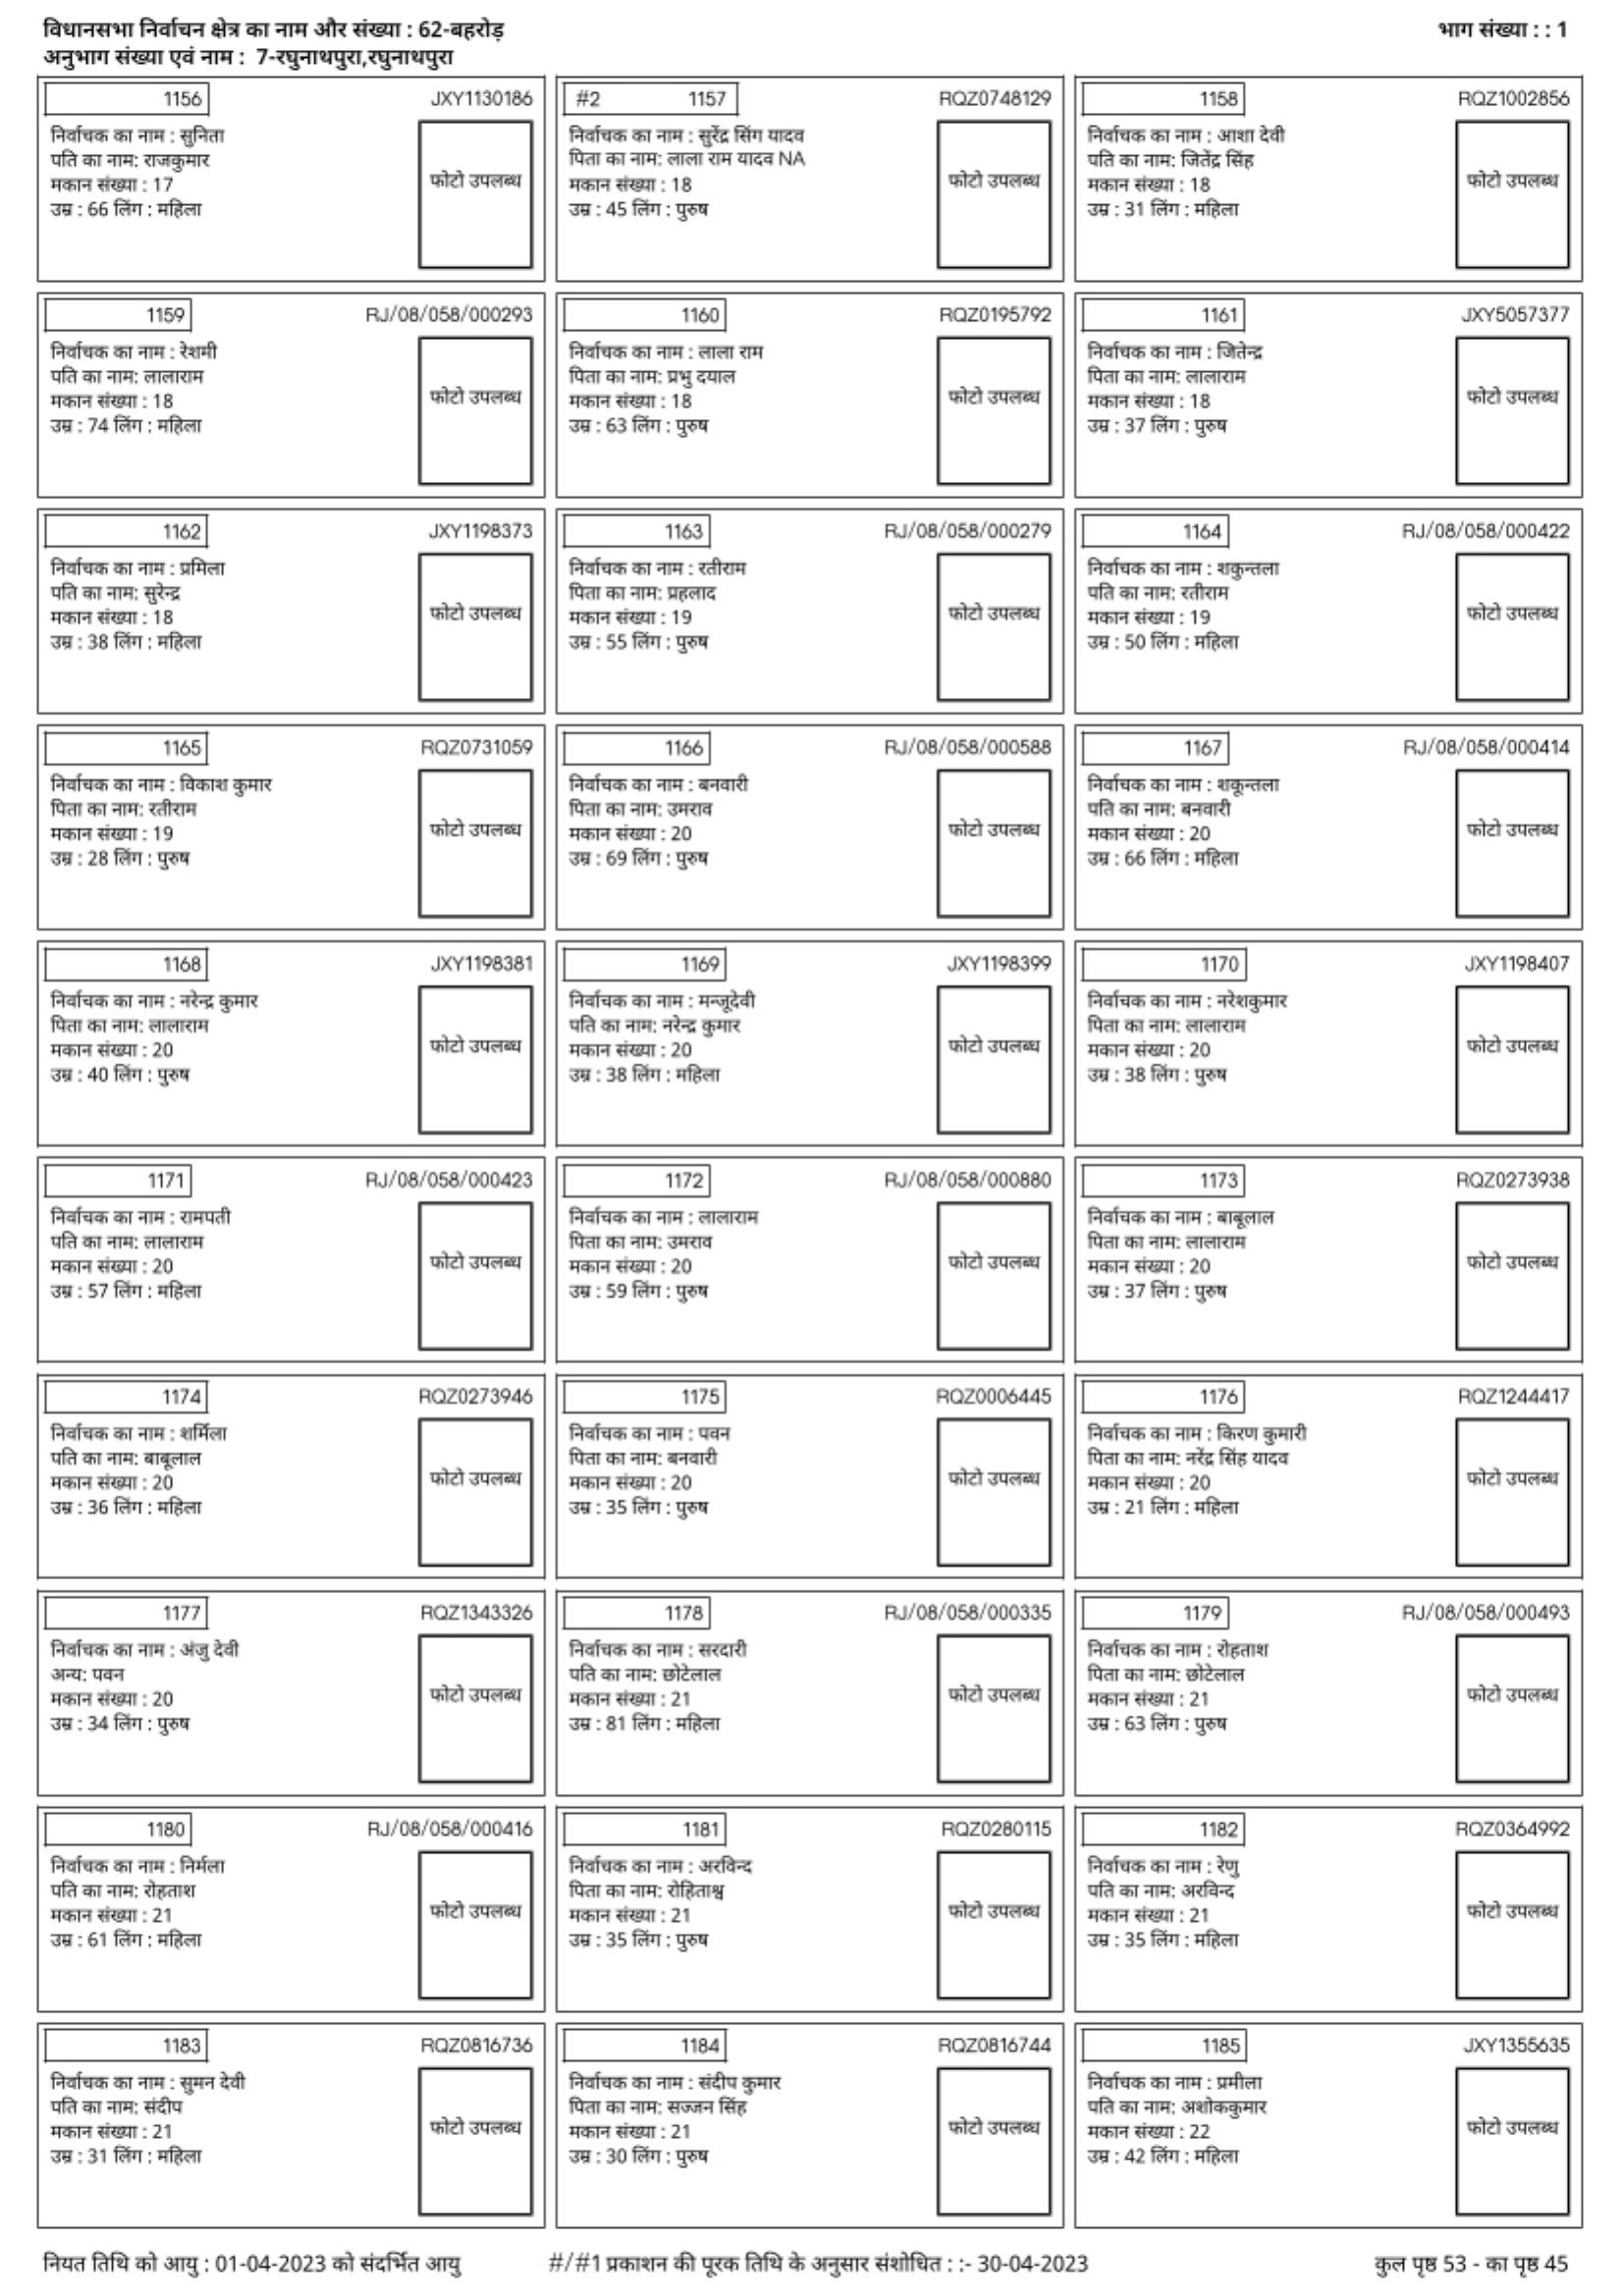 विधानसभा निर्वाचन क्षेत्र का नाम और संख्या : 62-बहरोड़
भाग संख्या : : 1
अनुभाग संख्या एवं नाम : 7-रघुनाथपुरा,रघुनाथपुरा
1156 JXY1130186
निर्वाचक का नाम : सुनिता
पति का नाम: राजकुमार
मकान संख्या : 17
उम्र : 66 लिंग : महिला
फोटो उपलब्ध
#2 1157 RQZ0748129
निर्वाचक का नाम : सुरेंद्र सिंग यादव
पिता का नाम: लाला राम यादव NA
मकान संख्या : 18
उम्र : 45 लिंग : पुरुष
फोटो उपलब्ध
1158 RQZ1002856
निर्वाचक का नाम : आशा देवी
पति का नाम: जितेंद्र सिंह
मकान संख्या : 18
उम्र : 31 लिंग : महिला
फोटो उपलब्ध
1159 RJ/08/058/000293
निर्वाचक का नाम : रेशमी
पति का नाम: लालाराम
मकान संख्या : 18
उम्र : 74 लिंग : महिला
फोटो उपलब्ध
1160 RQZ0195792
निर्वाचक का नाम : लाला राम
पिता का नाम: प्रभु दयाल
मकान संख्या : 18
उम्र : 63 लिंग : पुरुष
फोटो उपलब्ध
1161 JXY5057377
निर्वाचक का नाम : जितेन्द्र
पिता का नाम: लालाराम
मकान संख्या : 18
उम्र : 37 लिंग : पुरुष
फोटो उपलब्ध
1162 JXY1198373
निर्वाचक का नाम : प्रमिला
पति का नाम: सुरेन्द्र
मकान संख्या : 18
उम्र : 38 लिंग : महिला
फोटो उपलब्ध
1163 RJ/08/058/000279
निर्वाचक का नाम : रतीराम
पिता का नाम: प्रहलाद
मकान संख्या : 19
उम्र : 55 लिंग : पुरुष
फोटो उपलब्ध
1164 RJ/08/058/000422
निर्वाचक का नाम : शकुन्तला
पति का नाम: रतीराम
मकान संख्या : 19
उम्र : 50 लिंग : महिला
फोटो उपलब्ध
1165 RQZ0731059
निर्वाचक का नाम : विकाश कुमार
पिता का नाम: रतीराम
मकान संख्या : 19
उम्र : 28 लिंग : पुरुष
फोटो उपलब्ध
1166 RJ/08/058/000588
निर्वाचक का नाम : बनवारी
पिता का नाम: उमराव
मकान संख्या : 20
उम्र : 69 लिंग : पुरुष
फोटो उपलब्ध
1167 RJ/08/058/000414
निर्वाचक का नाम : शकून्तला
पति का नाम: बनवारी
मकान संख्या : 20
उम्र : 66 लिंग : महिला
फोटो उपलब्ध
1168 JXY1198381
निर्वाचक का नाम : नरेन्द्र कुमार
पिता का नाम: लालाराम
मकान संख्या : 20
उम्र : 40 लिंग : पुरुष
फोटो उपलब्ध
1169 JXY1198399
निर्वाचक का नाम : मन्जूदेवी
पति का नाम: नरेन्द्र कुमार
मकान संख्या : 20
उम्र : 38 लिंग : महिला
फोटो उपलब्ध
1170 JXY1198407
निर्वाचक का नाम : नरेशकुमार
पिता का नाम: लालाराम
मकान संख्या : 20
उम्र : 38 लिंग : पुरुष
फोटो उपलब्ध
1171 RJ/08/058/000423
निर्वाचक का नाम : रामपती
पति का नाम: लालाराम
मकान संख्या : 20
उम्र : 57 लिंग : महिला
फोटो उपलब्ध
1172 RJ/08/058/000880
निर्वाचक का नाम : लालाराम
पिता का नाम: उमराव
मकान संख्या : 20
उम्र : 59 लिंग : पुरुष
फोटो उपलब्ध
1173 RQZ0273938
निर्वाचक का नाम : बाबूलाल
पिता का नाम: लालाराम
मकान संख्या : 20
उम्र : 37 लिंग : पुरुष
फोटो उपलब्ध
1174 RQZ0273946
निर्वाचक का नाम : शर्मिला
पति का नाम: बाबूलाल
मकान संख्या : 20
उम्र : 36 लिंग : महिला
फोटो उपलब्ध
1175 RQZ0006445
निर्वाचक का नाम : पवन
पिता का नाम: बनवारी
मकान संख्या : 20
उम्र : 35 लिंग : पुरुष
फोटो उपलब्ध
1176 RQZ1244417
निर्वाचक का नाम : किरण कुमारी
पिता का नाम: नरेंद्र सिंह यादव
मकान संख्या : 20
उम्र : 21 लिंग : महिला
फोटो उपलब्ध
1177 RQZ1343326
निर्वाचक का नाम : अंजु देवी
अन्य: पवन
मकान संख्या : 20
उम्र : 34 लिंग : पुरुष
फोटो उपलब्ध
1178 RJ/08/058/000335
निर्वाचक का नाम : सरदारी
पति का नाम: छोटेलाल
मकान संख्या : 21
उम्र : 81 लिंग : महिला
फोटो उपलब्ध
1179 RJ/08/058/000493
निर्वाचक का नाम : रोहताश
पिता का नाम: छोटेलाल
मकान संख्या : 21
उम्र : 63 लिंग : पुरुष
फोटो उपलब्ध
1180 RJ/08/058/000416
निर्वाचक का नाम : निर्मला
पति का नाम: रोहताश
मकान संख्या : 21
उम्र : 61 लिंग : महिला
फोटो उपलब्ध
1181 RQZ0280115
निर्वाचक का नाम : अरविन्द
पिता का नाम: रोहिताश्व
मकान संख्या : 21
उम्र : 35 लिंग : पुरुष
फोटो उपलब्ध
1182 RQZ0364992
निर्वाचक का नाम : रेणु
पति का नाम: अरविन्द
मकान संख्या : 21
उम्र : 35 लिंग : महिला
फोटो उपलब्ध
1183 RQZ0816736
निर्वाचक का नाम : सुमन देवी
पति का नाम: संदीप
मकान संख्या : 21
उम्र : 31 लिंग : महिला
फोटो उपलब्ध
1184 RQZ0816744
निर्वाचक का नाम : संदीप कुमार
पिता का नाम: सज्जन सिंह
मकान संख्या : 21
उम्र : 30 लिंग : पुरुष
फोटो उपलब्ध
1185 JXY1355635
निर्वाचक का नाम : प्रमीला
पति का नाम: अशोककुमार
मकान संख्या : 22
उम्र : 42 लिंग : महिला
फोटो उपलब्ध
नियत तिथि को आयु : 01-04-2023 को संदर्भित आयु
#/#1 प्रकाशन की पूरक तिथि के अनुसार संशोधित : :- 30-04-2023
कुल पृष्ठ 53 - का पृष्ठ 45